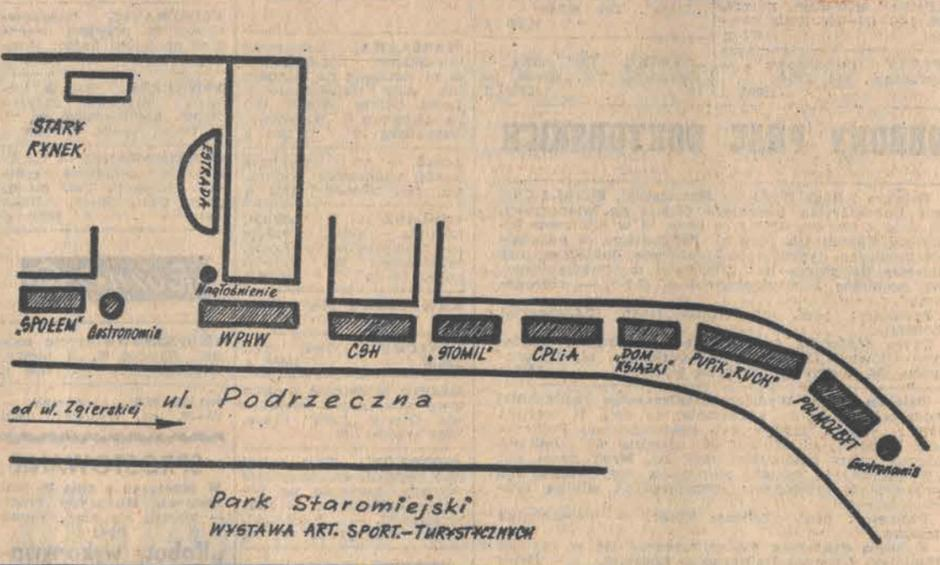 STARY
RYNEK
ESTRADA
Nagłośnienie
"SPOŁEM"
Gastronomia
WPHW
CSH
"STOMIL"
CPLiA
"DOM
KSIĄŻKI"
PUPiK „RUCH"
POLMOZBYT
Gastronomia
od ul. Zgierskiej
ul. Podrzeczna
Park Staromiejski
WYSTAWA ART. SPORT.-TURYSTYCZNYCH